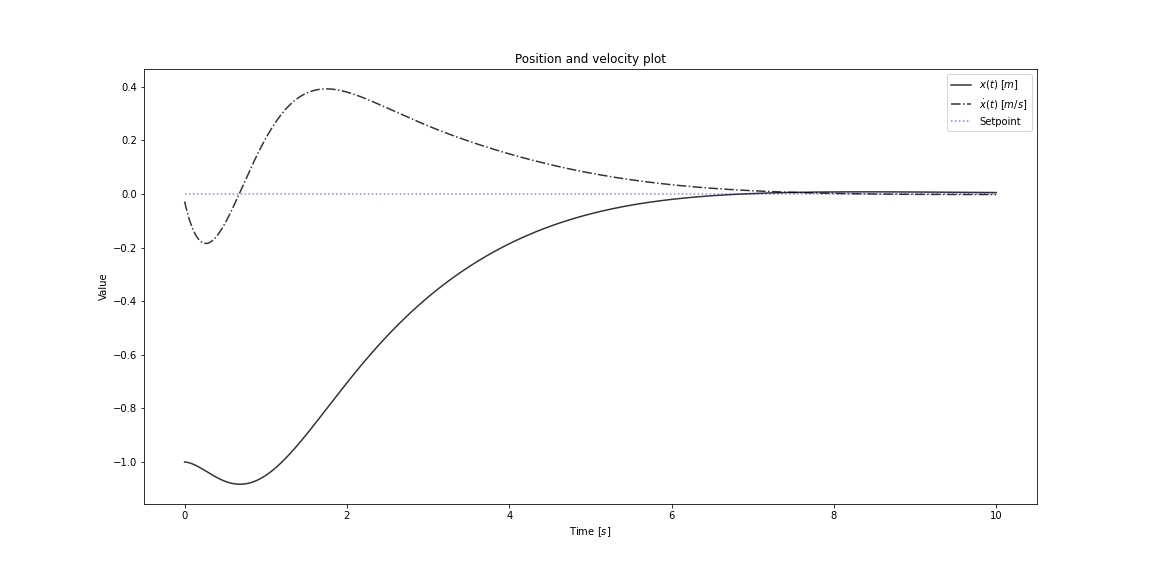 Position and velocity plot
x(t) [m]
ẋ(t) [m/s]
Setpoint
Value
0.4
0.2
0.0
−0.2
−0.4
−0.6
−0.8
−1.0
0 2 4 6 8 10
Time [s]